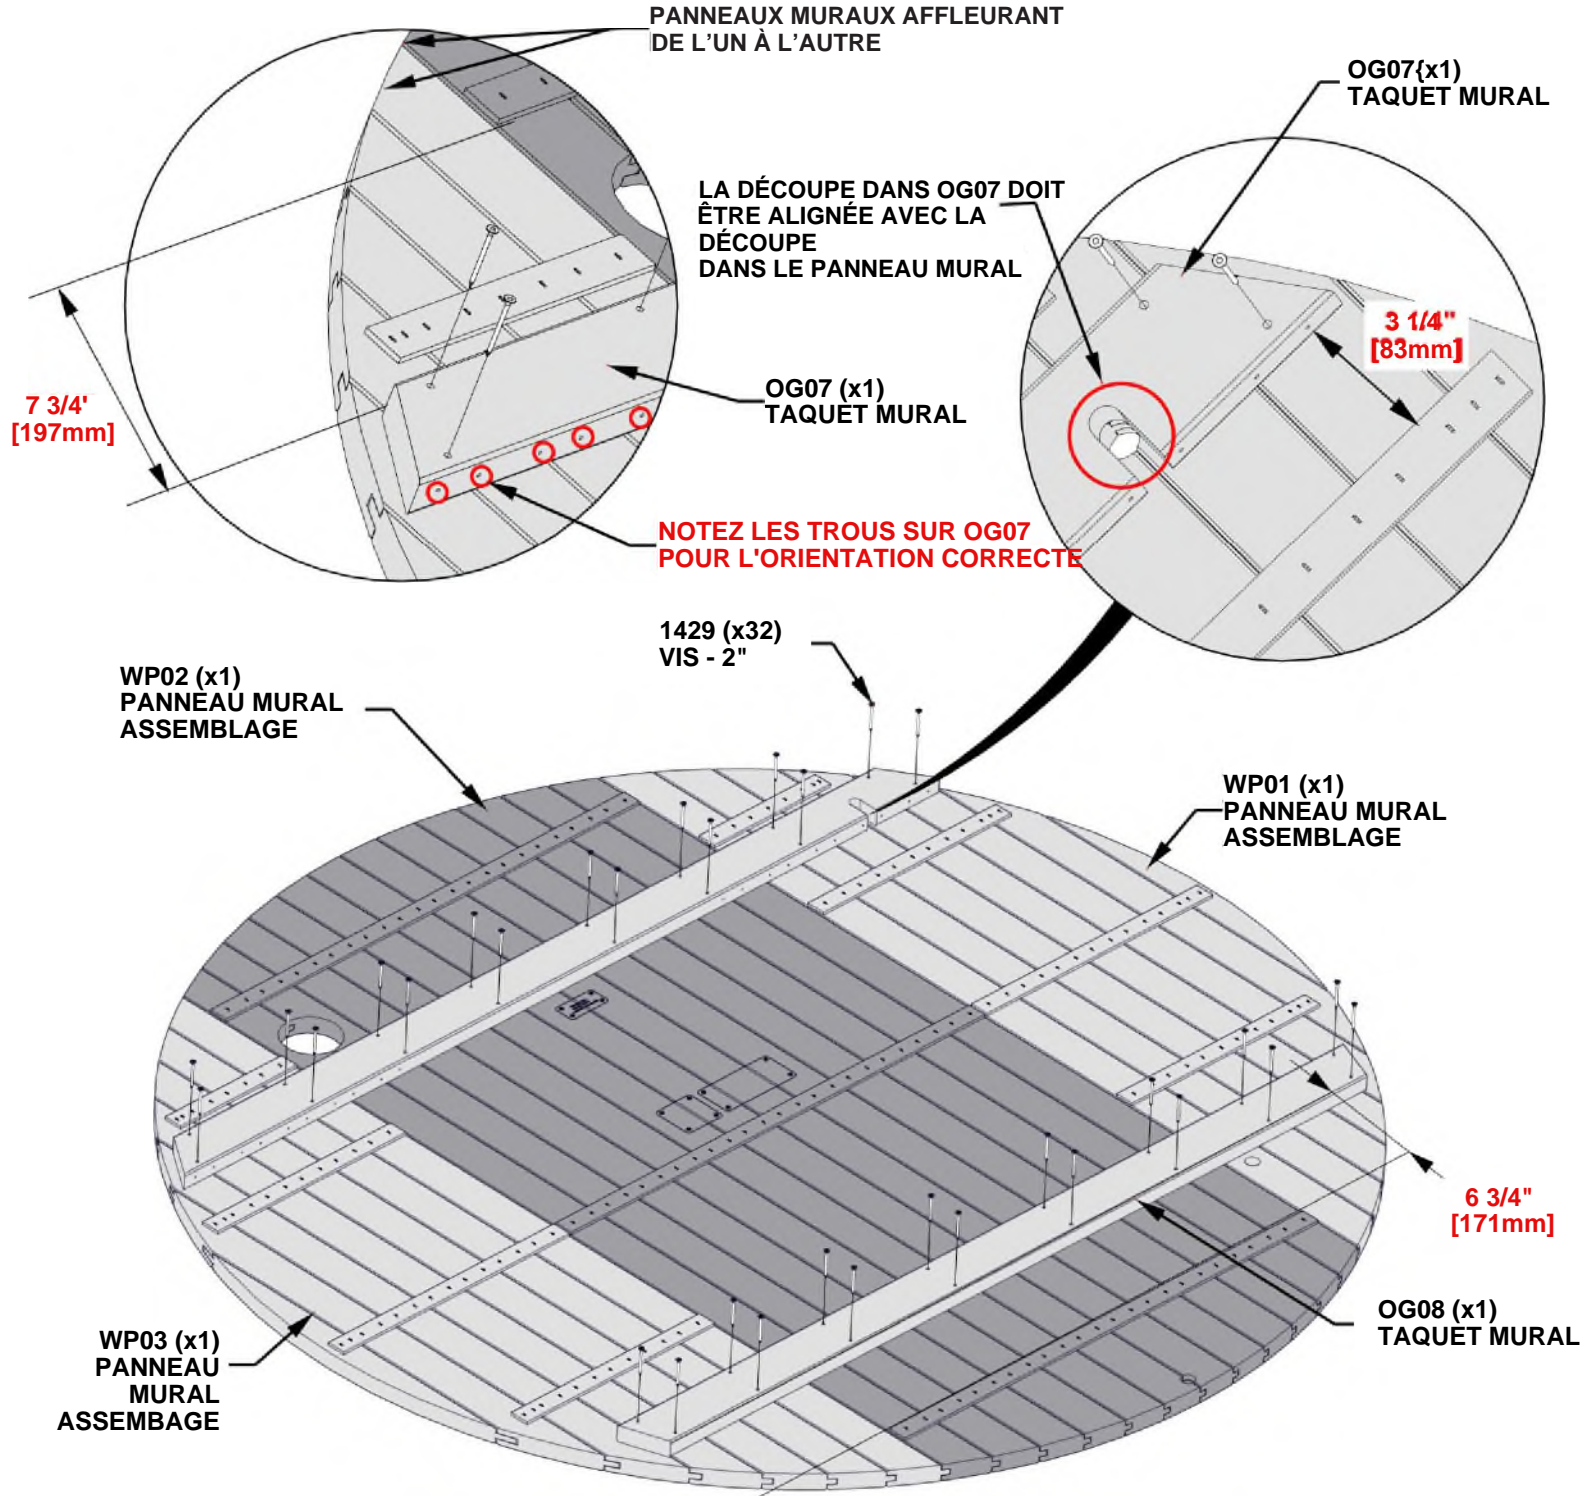 PANNEAUX MURAUX AFFLEURANT
DE L'UN À L'AUTRE
OG07{x1)
TAQUET MURAL
LA DÉCOUPE DANS OG07 DOIT
ÊTRE ALIGNÉE AVEC LA
DÉCOUPE
DANS LE PANNEAU MURAL
3 1/4"
[83mm]
7 3/4'
[197mm]
OG07 (x1)
TAQUET MURAL
NOTEZ LES TROUS SUR OG07
POUR L'ORIENTATION CORRECTE
1429 (x32)
VIS - 2"
WP02 (x1)
PANNEAU MURAL
ASSEMBLAGE
WP01 (x1)
PANNEAU MURAL
ASSEMBLAGE
6 3/4"
[171mm]
OG08 (x1)
TAQUET MURAL
WP03 (x1)
PANNEAU
MURAL
ASSEMBAGE